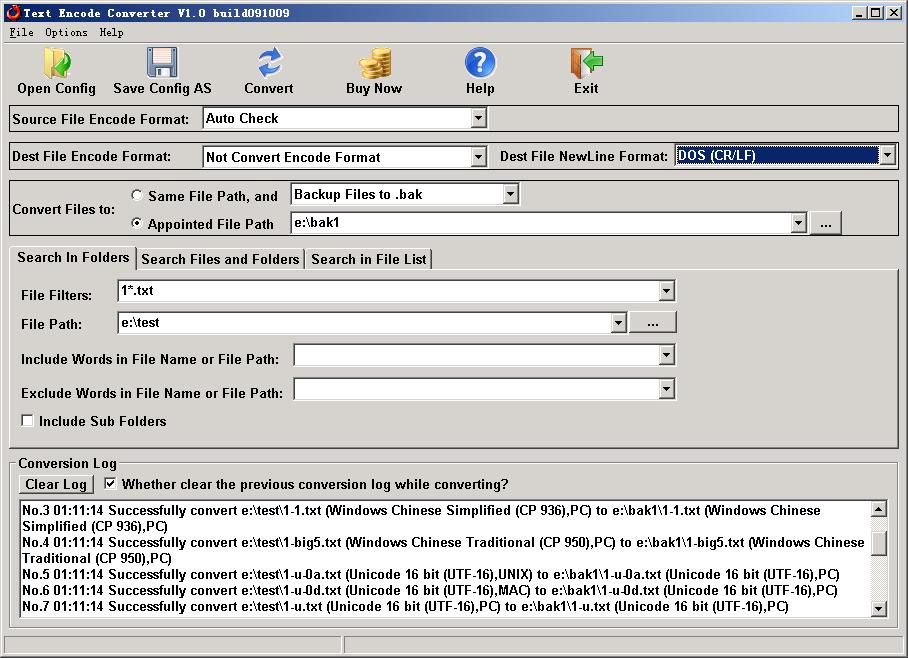 Text Encode Converter V1.0 build091009
File Options Help
Open Config Save Config AS Convert Buy Now Help Exit
Source File Encode Format: Auto Check
Dest File Encode Format: Not Convert Encode Format Dest File NewLine Format: DOS (CR/LF)
Convert Files to: Same File Path, and Backup Files to .bak
Appointed File Path e:\bak1 ...
Search In Folders Search Files and Folders Search in File List
File Filters: 1*.txt
File Path: e:\test ...
Include Words in File Name or File Path:
Exclude Words in File Name or File Path:
Include Sub Folders
Conversion Log
Clear Log Whether clear the previous conversion log while converting?
No.3 01:11:14 Successfully convert e:\test\1-1.txt (Windows Chinese Simplified (CP 936),PC) to e:\bak1\1-1.txt (Windows Chinese
Simplified (CP 936),PC)
No.4 01:11:14 Successfully convert e:\test\1-big5.txt (Windows Chinese Traditional (CP 950),PC) to e:\bak1\1-big5.txt (Windows Chinese
Traditional (CP 950),PC)
No.5 01:11:14 Successfully convert e:\test\1-u-0a.txt (Unicode 16 bit (UTF-16),UNIX) to e:\bak1\1-u-0a.txt (Unicode 16 bit (UTF-16),PC)
No.6 01:11:14 Successfully convert e:\test\1-u-0d.txt (Unicode 16 bit (UTF-16),MAC) to e:\bak1\1-u-0d.txt (Unicode 16 bit (UTF-16),PC)
No.7 01:11:14 Successfully convert e:\test\1-u.txt (Unicode 16 bit (UTF-16),PC) to e:\bak1\1-u.txt (Unicode 16 bit (UTF-16),PC)